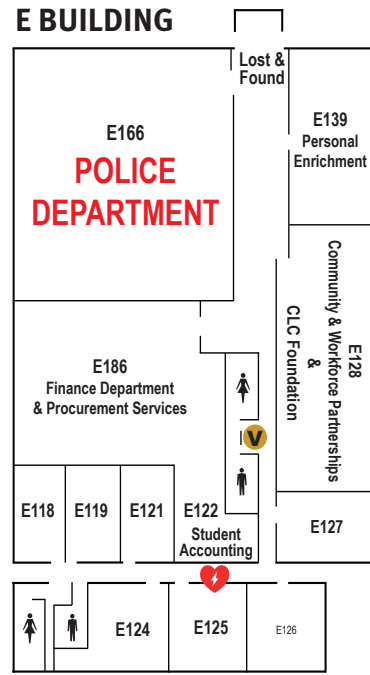 E BUILDING
Lost &
Found
E166
POLICE
DEPARTMENT
E139
Personal
Enrichment
E128
Community & Workforce Partnerships
&
CLC Foundation
E186
Finance Department
& Procurement Services
V
E118
E119
E121
E122
Student
Accounting
E127
E124
E125
E126